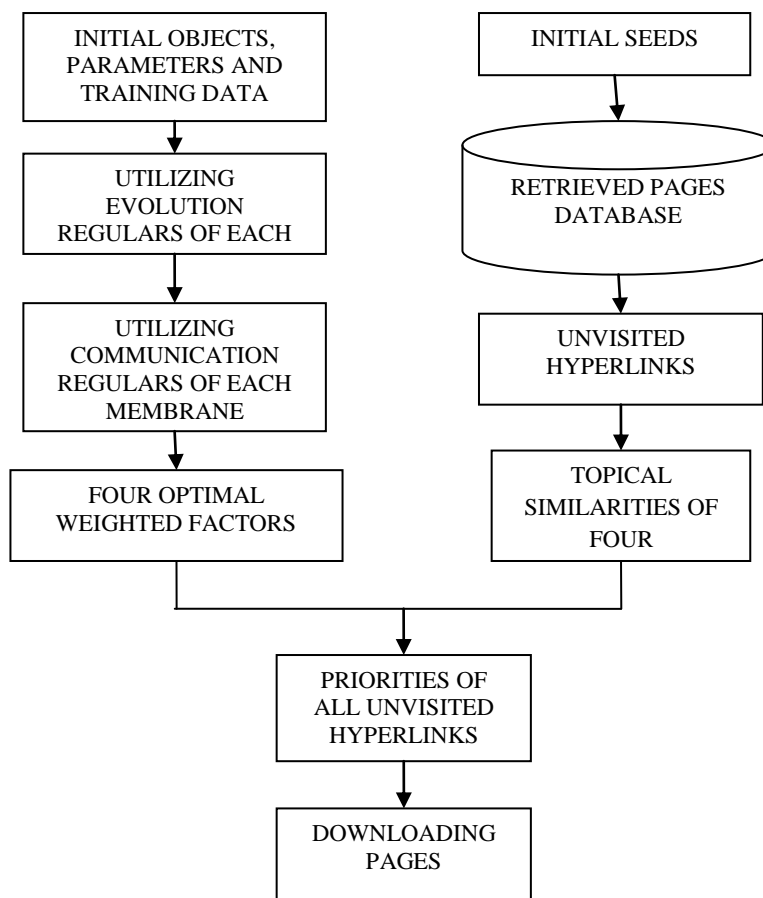 INITIAL OBJECTS,
PARAMETERS AND
TRAINING DATA
UTILIZING
EVOLUTION
REGULARS OF EACH
UTILIZING
COMMUNICATION
REGULARS OF EACH
MEMBRANE
FOUR OPTIMAL
WEIGHTED FACTORS
INITIAL SEEDS
RETRIEVED PAGES
DATABASE
UNVISITED
HYPERLINKS
TOPICAL
SIMILARITIES OF
FOUR
PRIORITIES OF
ALL UNVISITED
HYPERLINKS
DOWNLOADING
PAGES